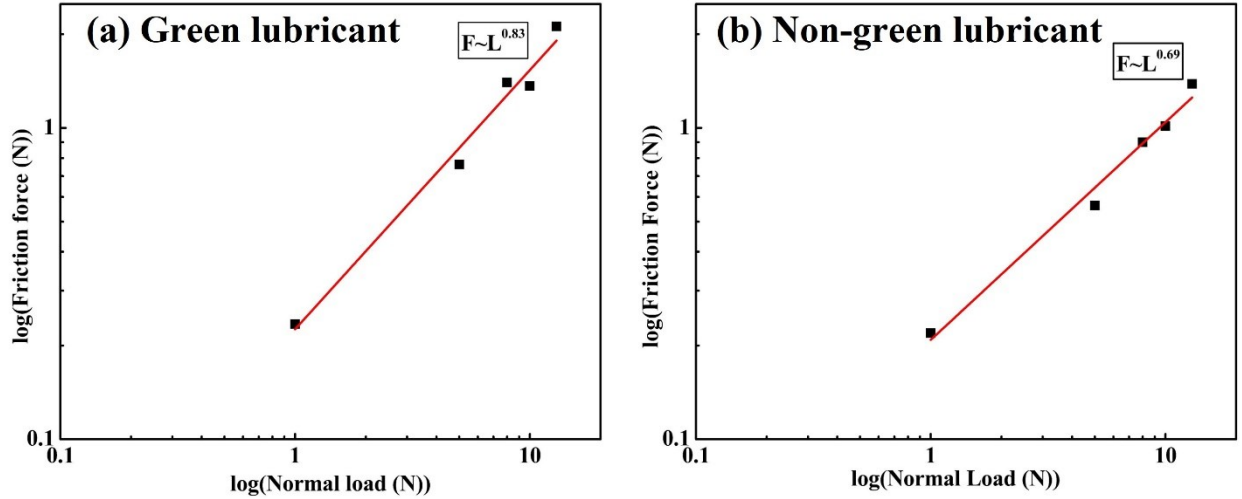 (a) Green lubricant
F~L^0.83
1
0.1
0.1
1
10
log(Friction force (N))
log(Normal load (N))
(b) Non-green lubricant
F~L^0.69
1
0.1
0.1
1
10
log(Friction Force (N))
log(Normal Load (N))